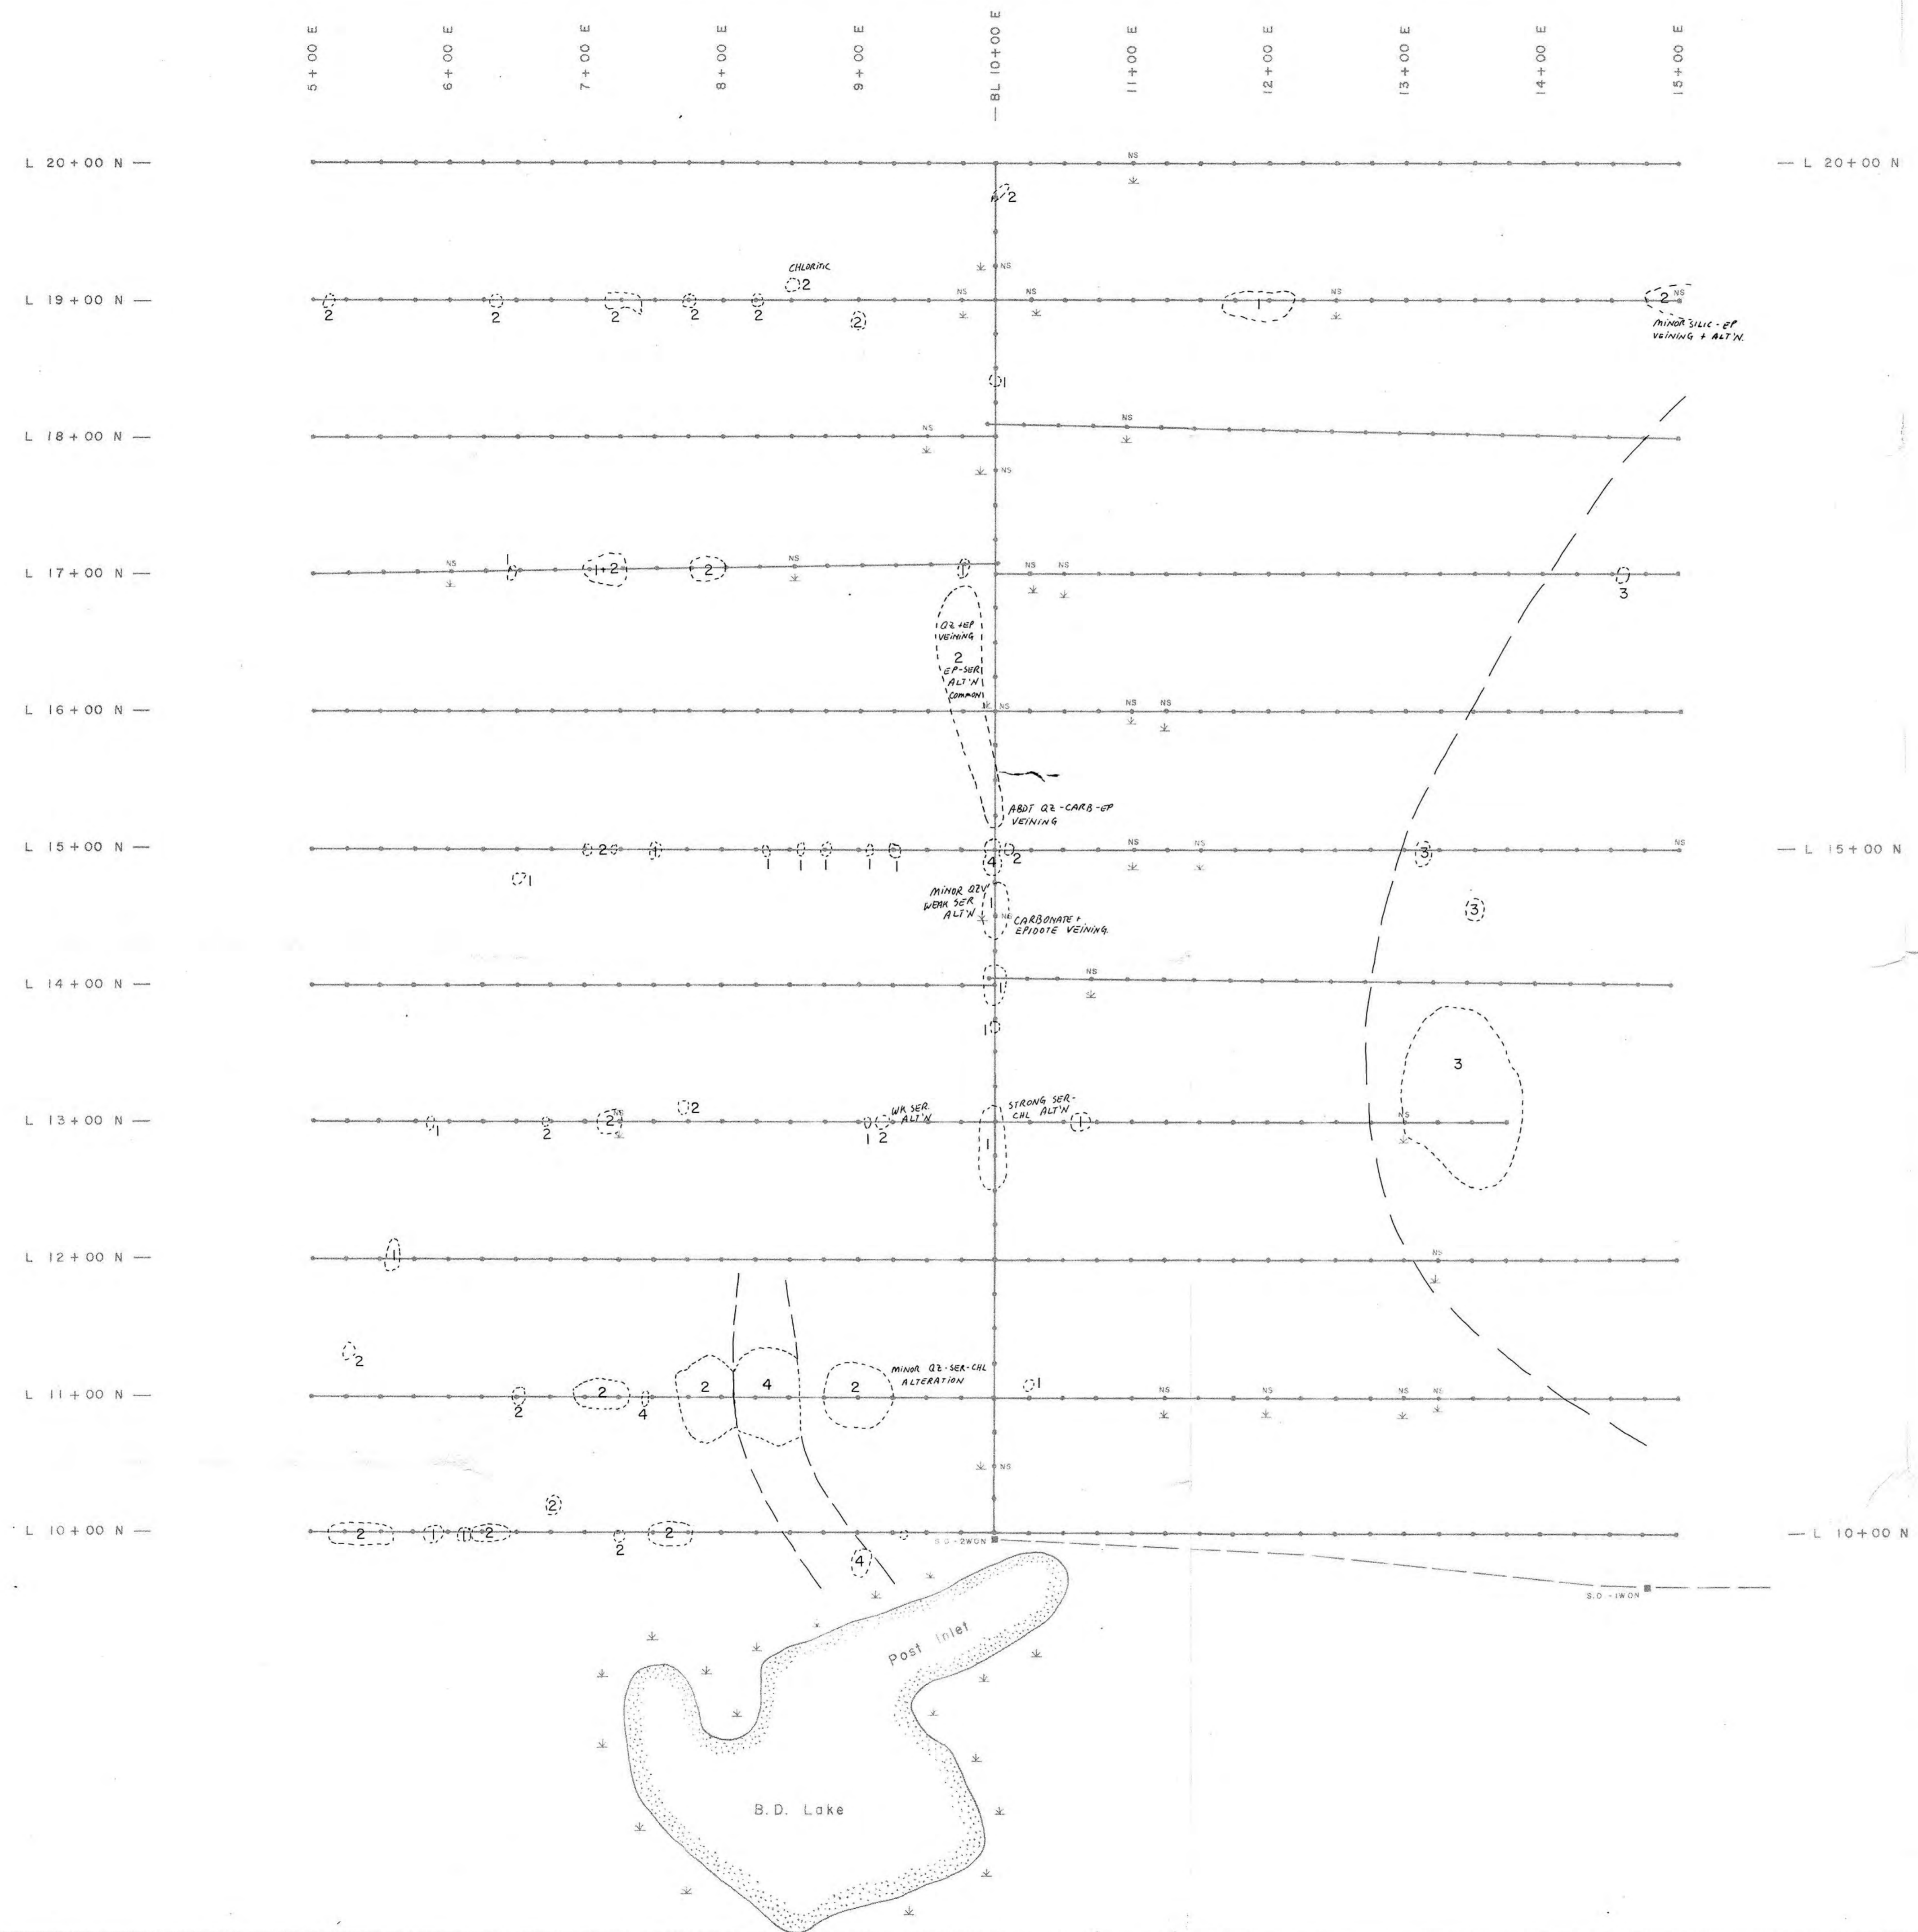 5+00 E
6+00 E
7+00 E
8+00 E
9+00 E
BL 10+00 E
11+00 E
12+00 E
13+00 E
14+00 E
15+00 E
NS
L 20+00 N
L 20+00 N
2
CHLORITIC
2
NS
L 19+00 N
2
2
2
2
2
2
NS
NS
1
NS
2
NS
MINOR SILIC-EP
VEINING + ALT'N.
1
L 18+00 N
NS
NS
NS
L 17+00 N
NS
1
1+2
2
NS
1
NS
NS
3
QZ+EP
VEINING
2
EP-SER
ALT'N
COMMON
L 16+00 N
NS
NS
NS
ABDT QZ-CARB-EP
VEINING
L 15+00 N
2
1
1
1
1
1
1
4
2
NS
NS
3
NS
L 15+00 N
1
MINOR QZV
WEAK SER
ALT'N
1
NS
CARBONATE +
EPIDOTE VEINING.
3
L 14+00 N
1
NS
1
3
L 13+00 N
1
2
2
NS
2
1
2
WK SER.
ALT'N
1
STRONG SER-
CHL ALT'N
1
NS
L 12+00 N
1
NS
2
L 11+00 N
2
2
4
2
4
2
MINOR QZ-SER-CHL
ALTERATION
1
NS
NS
NS
NS
NS
2
L 10+00 N
2
1
1
2
2
2
L 10+00 N
S.D.-2WON
4
S.D.-1WON
Post Inlet
B.D. Lake